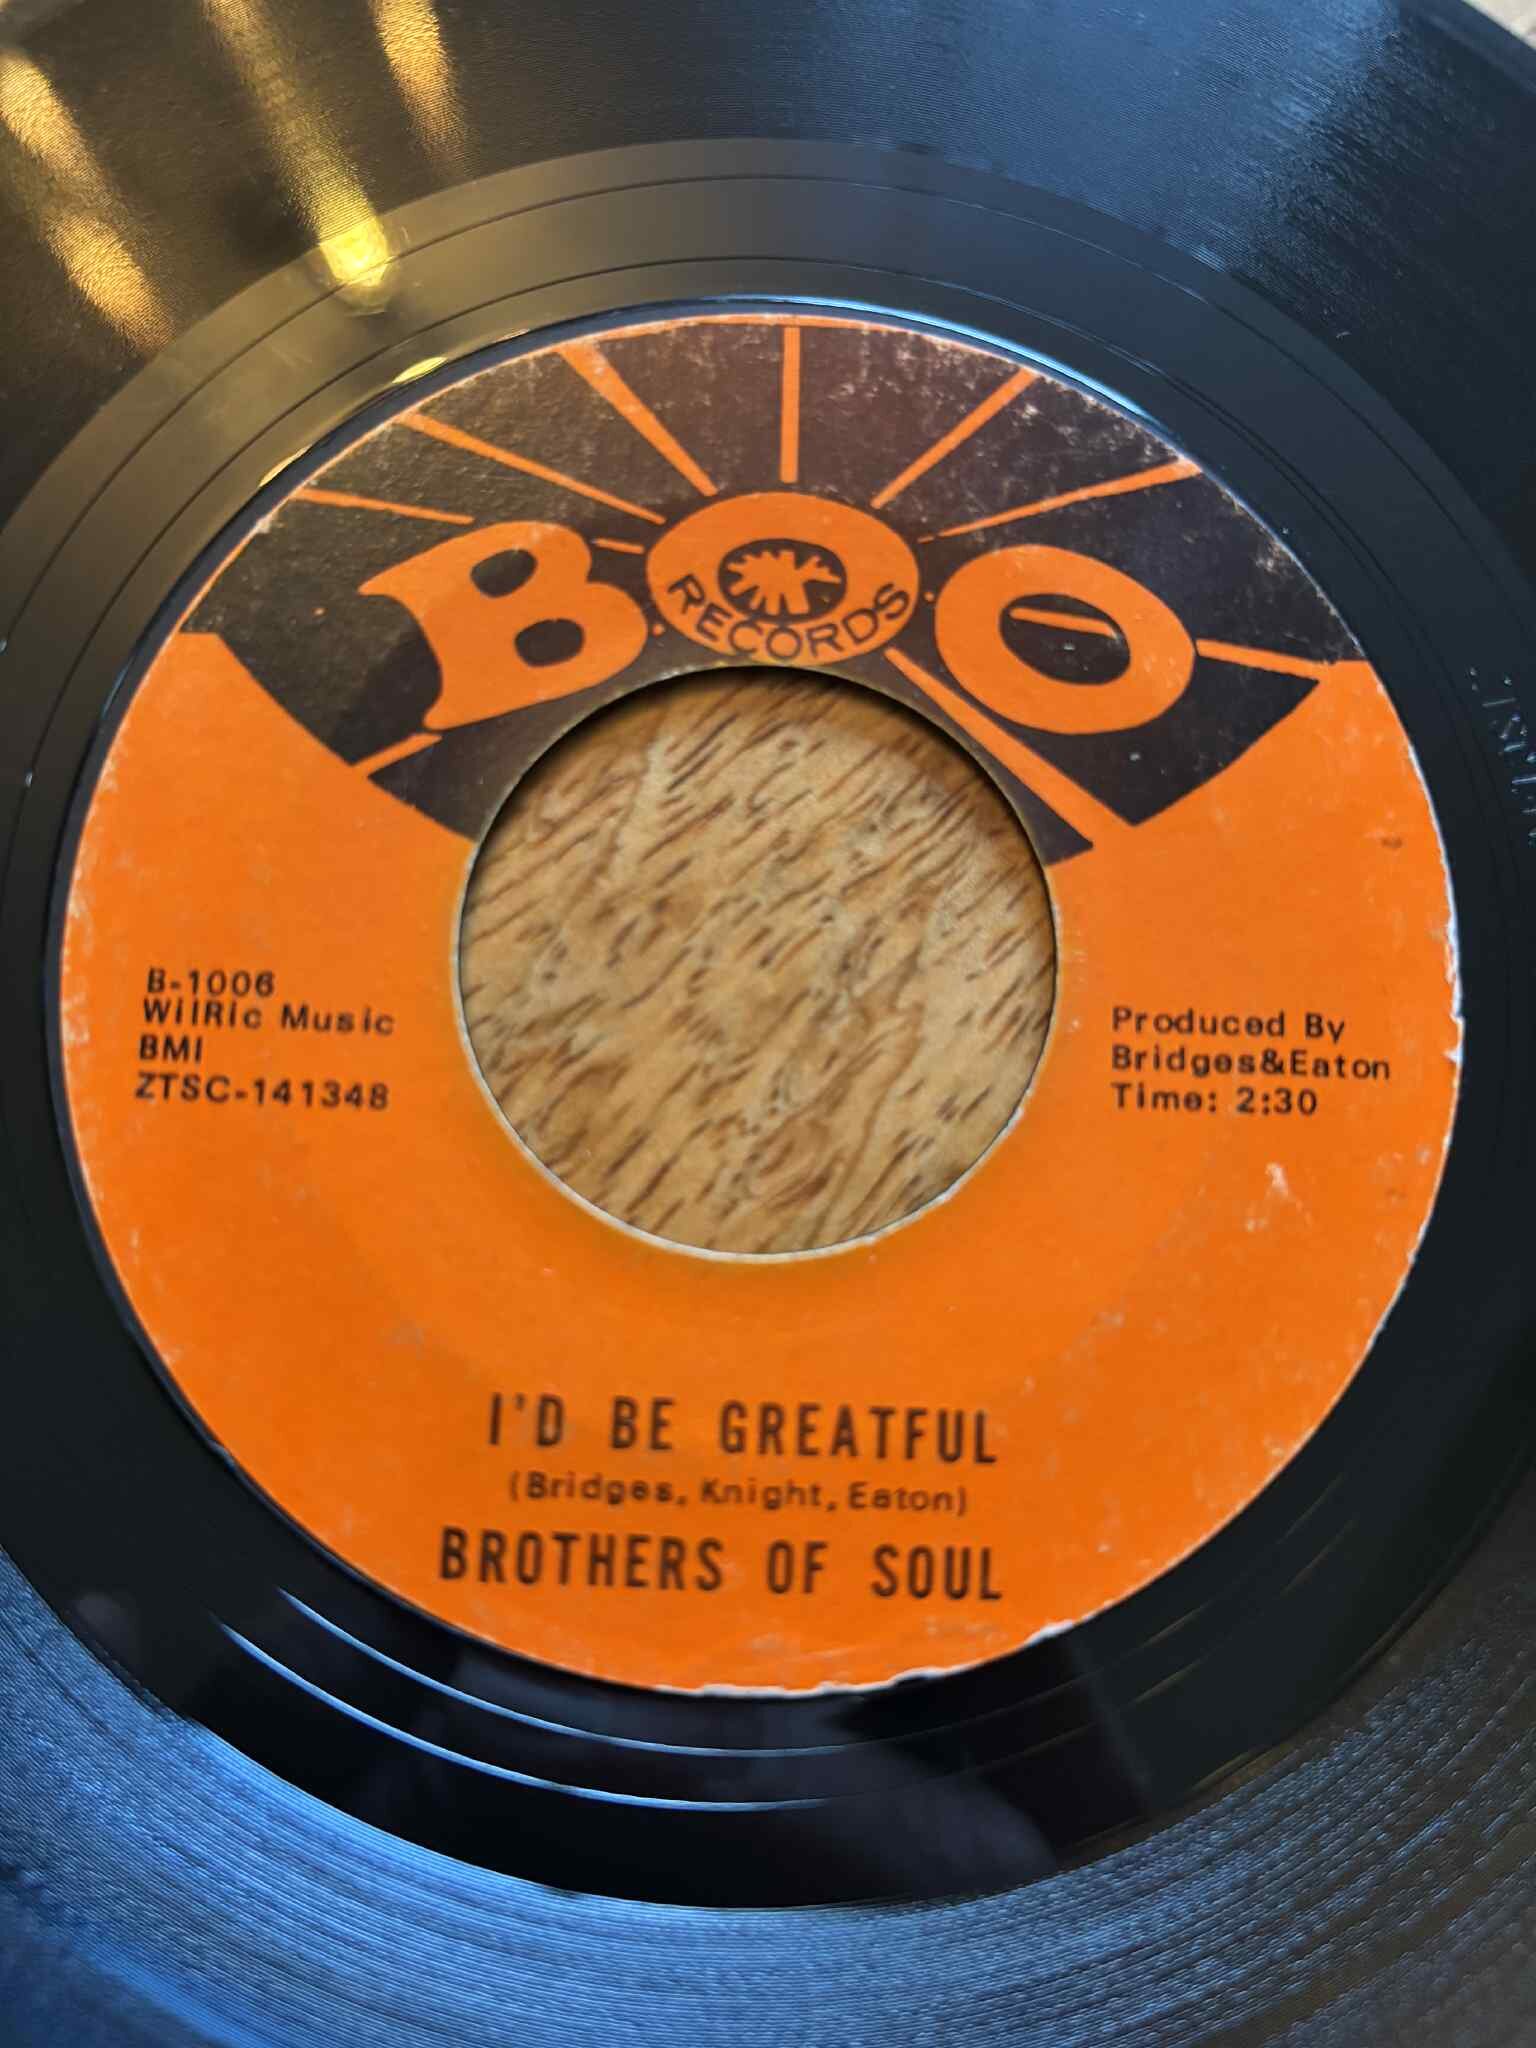 BOO
RECORDS
B-1006
WilRic Music
BMI
ZTSC-141348
Produced By
Bridges&Eaton
Time: 2:30
I'D BE GREATFUL
(Bridges, Knight, Eaton)
BROTHERS OF SOUL